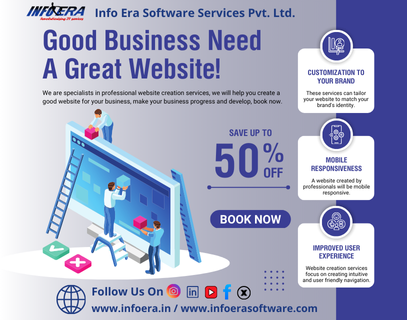 INFOERA
Info Era Software Services Pvt. Ltd.
Good Business Need
A Great Website!
We are specialists in professional website creation services, we will help you create a
good website for your business, make your business progress and develop, book now.
SAVE UP TO
50%
OFF
BOOK NOW
CUSTOMIZATION TO
YOUR BRAND
These services can tailor
your website to match your
brand's identity.
MOBILE
RESPONSIVENESS
A website created by
professionals will be mobile
responsive.
IMPROVED USER
EXPERIENCE
Website creation services
focus on creating intuitive
and user friendly navigation.
Follow Us On
www.infoera.in / www.infoerasoftware.com